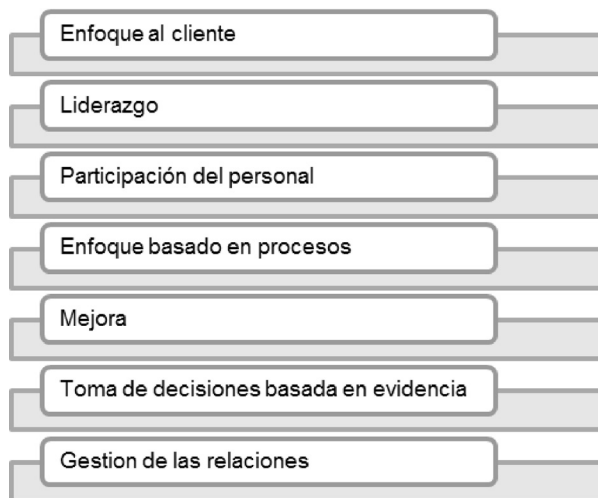 Enfoque al cliente
Liderazgo
Participación del personal
Enfoque basado en procesos
Mejora
Toma de decisiones basada en evidencia
Gestion de las relaciones